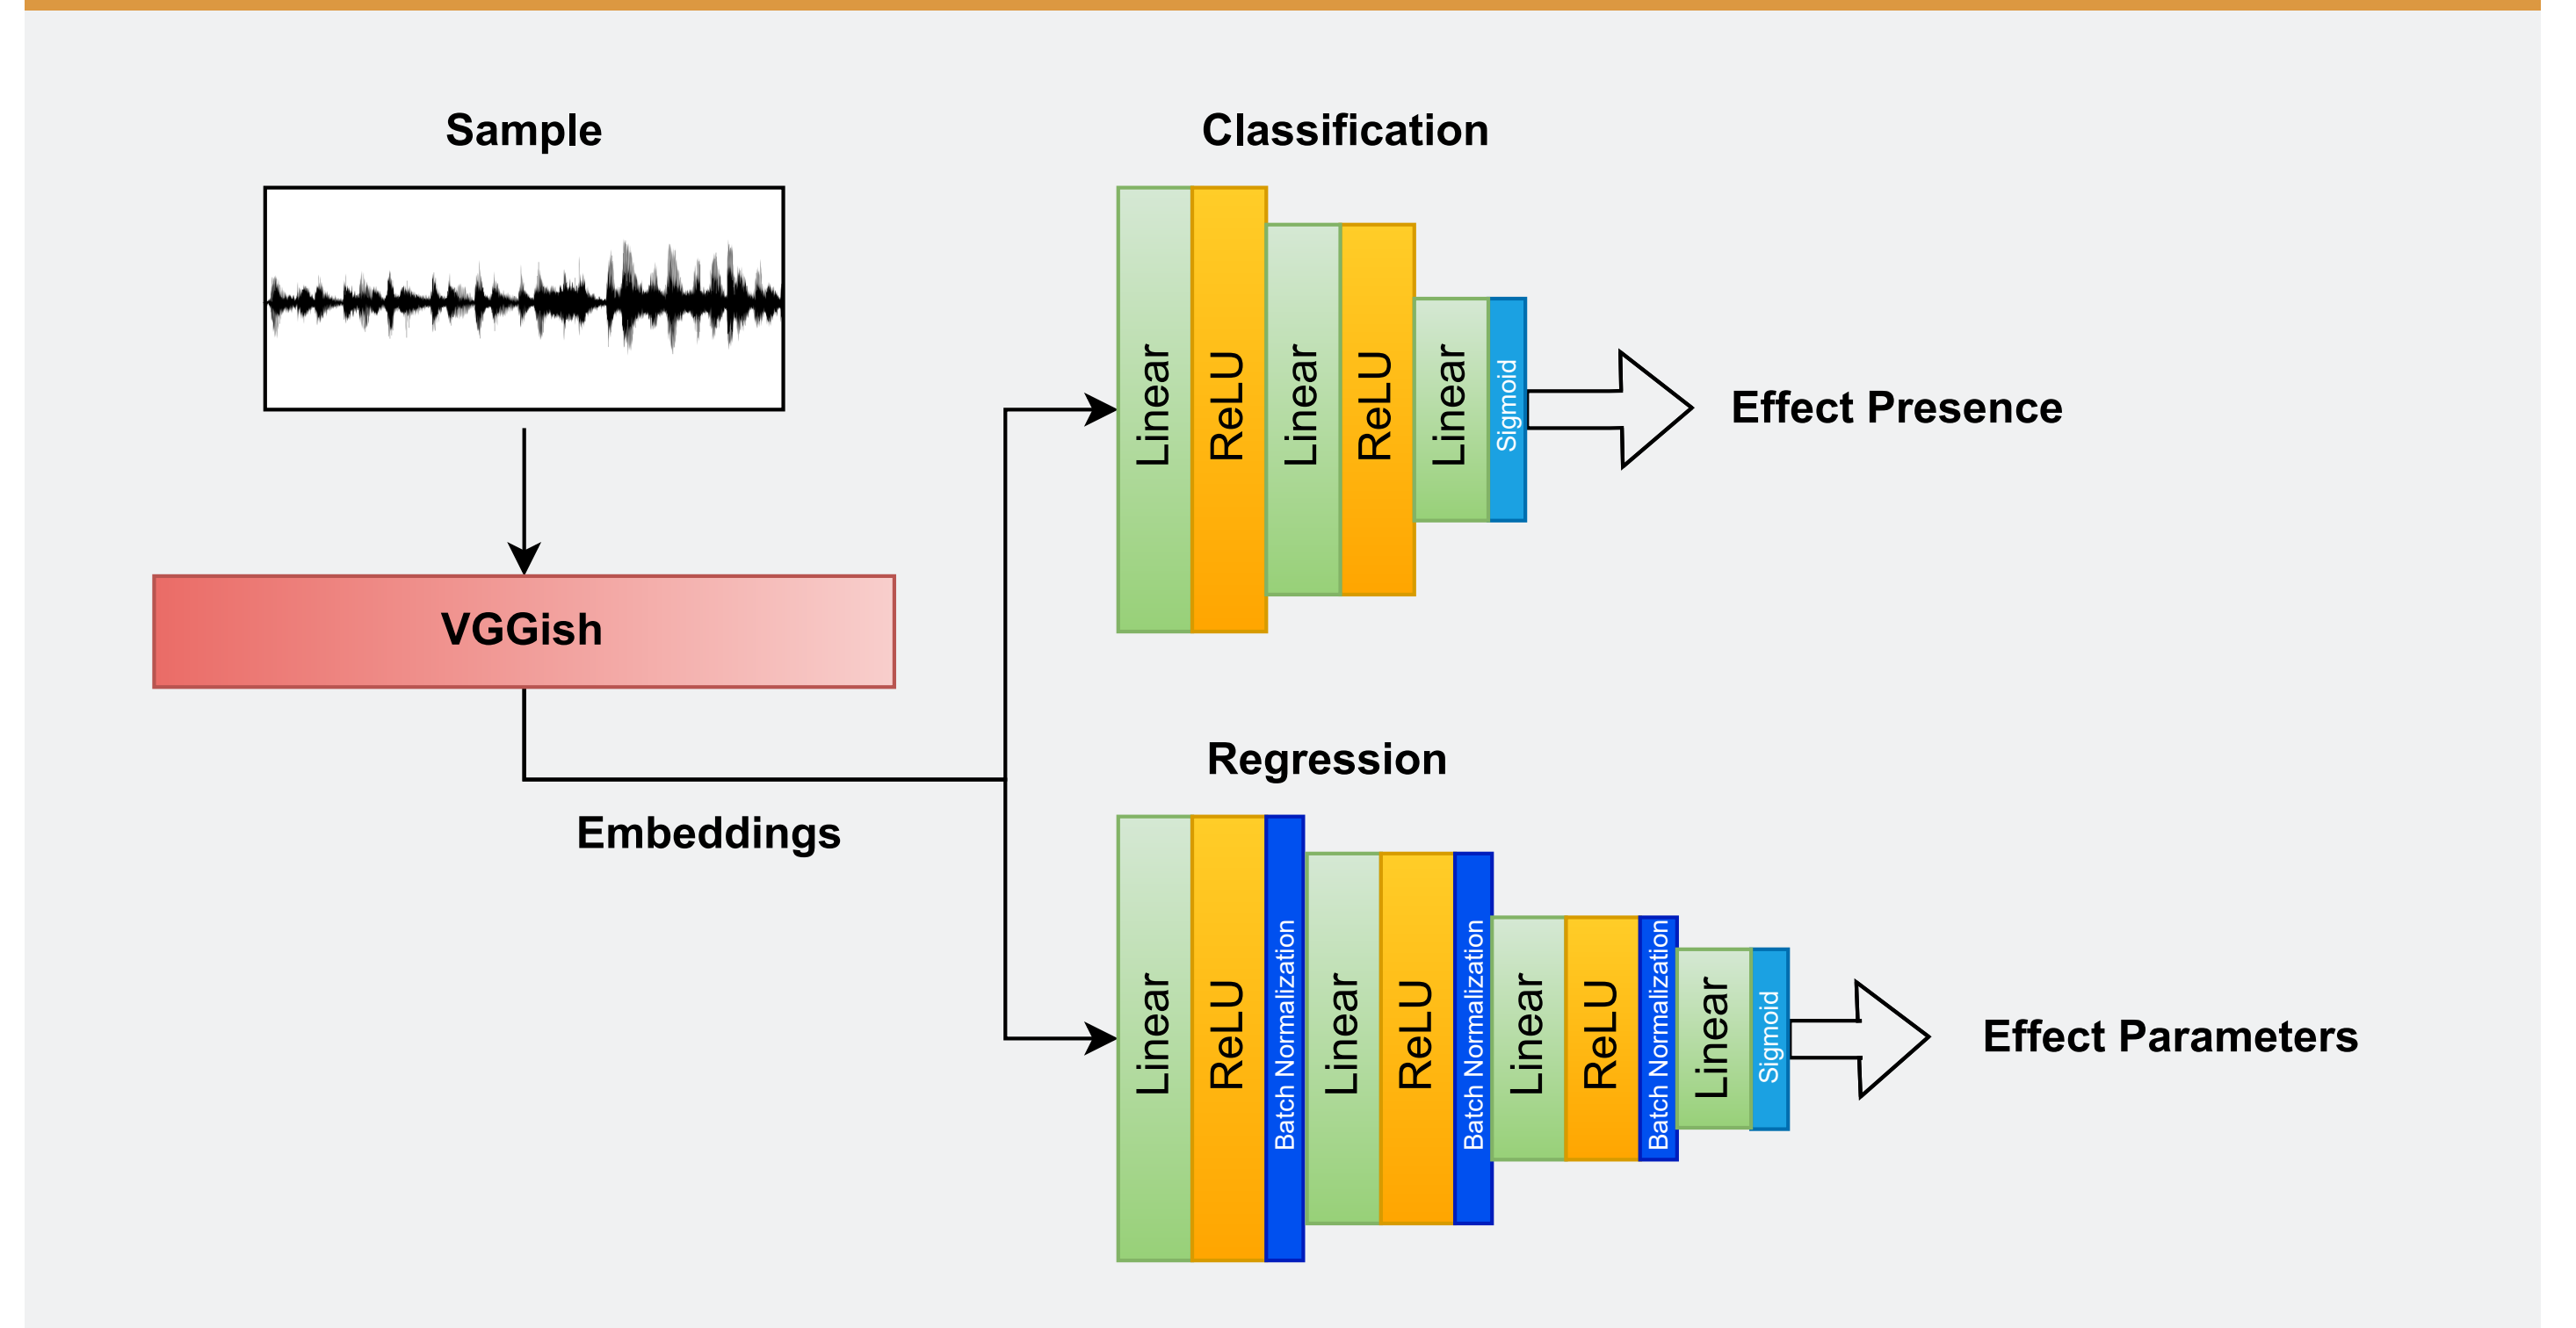 Sample
VGGish
Embeddings
Classification
Linear
ReLU
Linear
ReLU
Linear
Sigmoid
Effect Presence
Regression
Linear
ReLU
Batch Normalization
Linear
ReLU
Batch Normalization
Linear
ReLU
Batch Normalization
Linear
Sigmoid
Effect Parameters